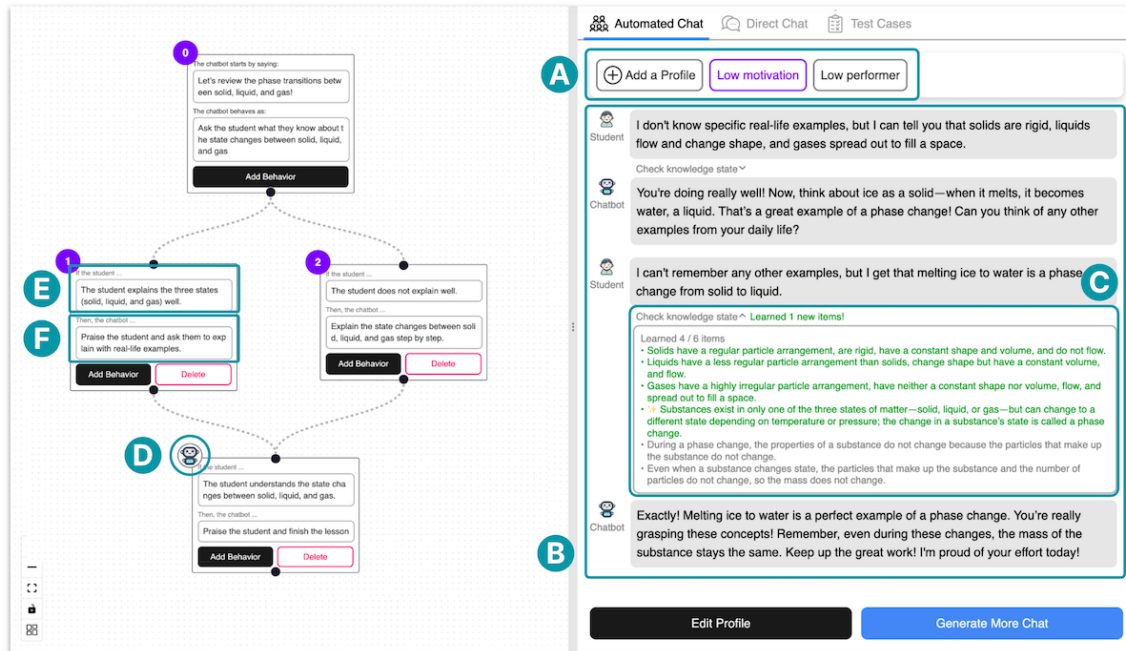 0
The chatbot starts by saying:
Let's review the phase transitions betw
een solid, liquid, and gas!
The chatbot behaves as:
Ask the student what they know about t
he state changes between solid, liquid,
and gas
Add Behavior
1
If the student ...
E
The student explains the three states
(solid, liquid, and gas) well.
Then, the chatbot ...
F
Praise the student and ask them to exp
lain with real-life examples.
Add Behavior
Delete
2
If the student ...
The student does not explain well.
Then, the chatbot ...
Explain the state changes between soli
d, liquid, and gas step by step.
Add Behavior
Delete
D
If the student ...
The student understands the state cha
nges between solid, liquid, and gas.
Then, the chatbot ...
Praise the student and finish the lesson
Add Behavior
Delete
Automated Chat
Direct Chat
Test Cases
A
Add a Profile
Low motivation
Low performer
Student
I don't know specific real-life examples, but I can tell you that solids are rigid, liquids
flow and change shape, and gases spread out to fill a space.
Check knowledge state
Chatbot
You're doing really well! Now, think about ice as a solid—when it melts, it becomes
water, a liquid. That's a great example of a phase change! Can you think of any other
examples from your daily life?
Student
I can't remember any other examples, but I get that melting ice to water is a phase
change from solid to liquid.
C
Check knowledge state Learned 1 new items!
Learned 4 / 6 items
• Solids have a regular particle arrangement, are rigid, have a constant shape and volume, and do not flow.
• Liquids have a less regular particle arrangement than solids, change shape but have a constant volume,
and flow.
• Gases have a highly irregular particle arrangement, have neither a constant shape nor volume, flow, and
spread out to fill a space.
• ✨ Substances exist in only one of the three states of matter—solid, liquid, or gas—but can change to a
different state depending on temperature or pressure; the change in a substance's state is called a phase
change.
• During a phase change, the properties of a substance do not change because the particles that make up
the substance do not change.
• Even when a substance changes state, the particles that make up the substance and the number of
particles do not change, so the mass does not change.
B
Chatbot
Exactly! Melting ice to water is a perfect example of a phase change. You're really
grasping these concepts! Remember, even during these changes, the mass of the
substance stays the same. Keep up the great work! I'm proud of your effort today!
Edit Profile
Generate More Chat